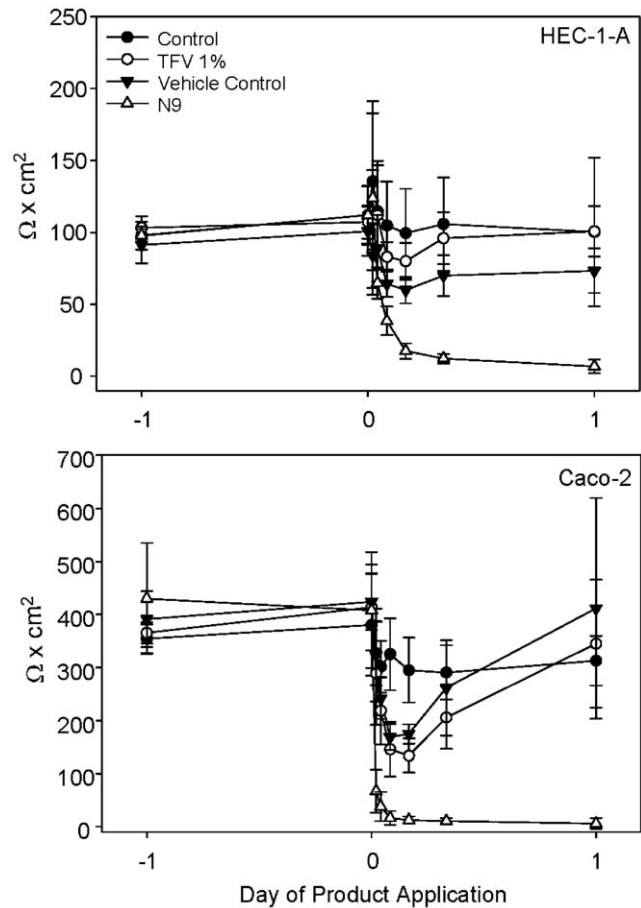 HEC-1-A
Control
TFV 1%
Vehicle Control
N9
250
200
150
100
50
0
Ω x cm²
-1 0 1
Caco-2
700
600
500
400
300
200
100
0
Ω x cm²
-1 0 1
Day of Product Application